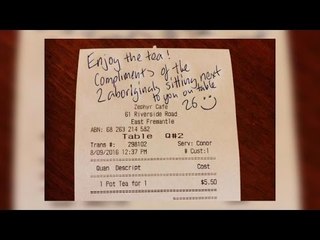 Enjoy the tea!
Compliments of the
2 aboriginals sitting next
to you on table
26
Zephyr Cafe
61 Riverside Road
East Fremantle
ABN: 68 263 214 582
Table Q#2
Trans #: 298102 Serv: Conor
8/09/2016 12:37 PM # Cust:1
Quan Descript Cost
1 Pot Tea for 1 $5.50